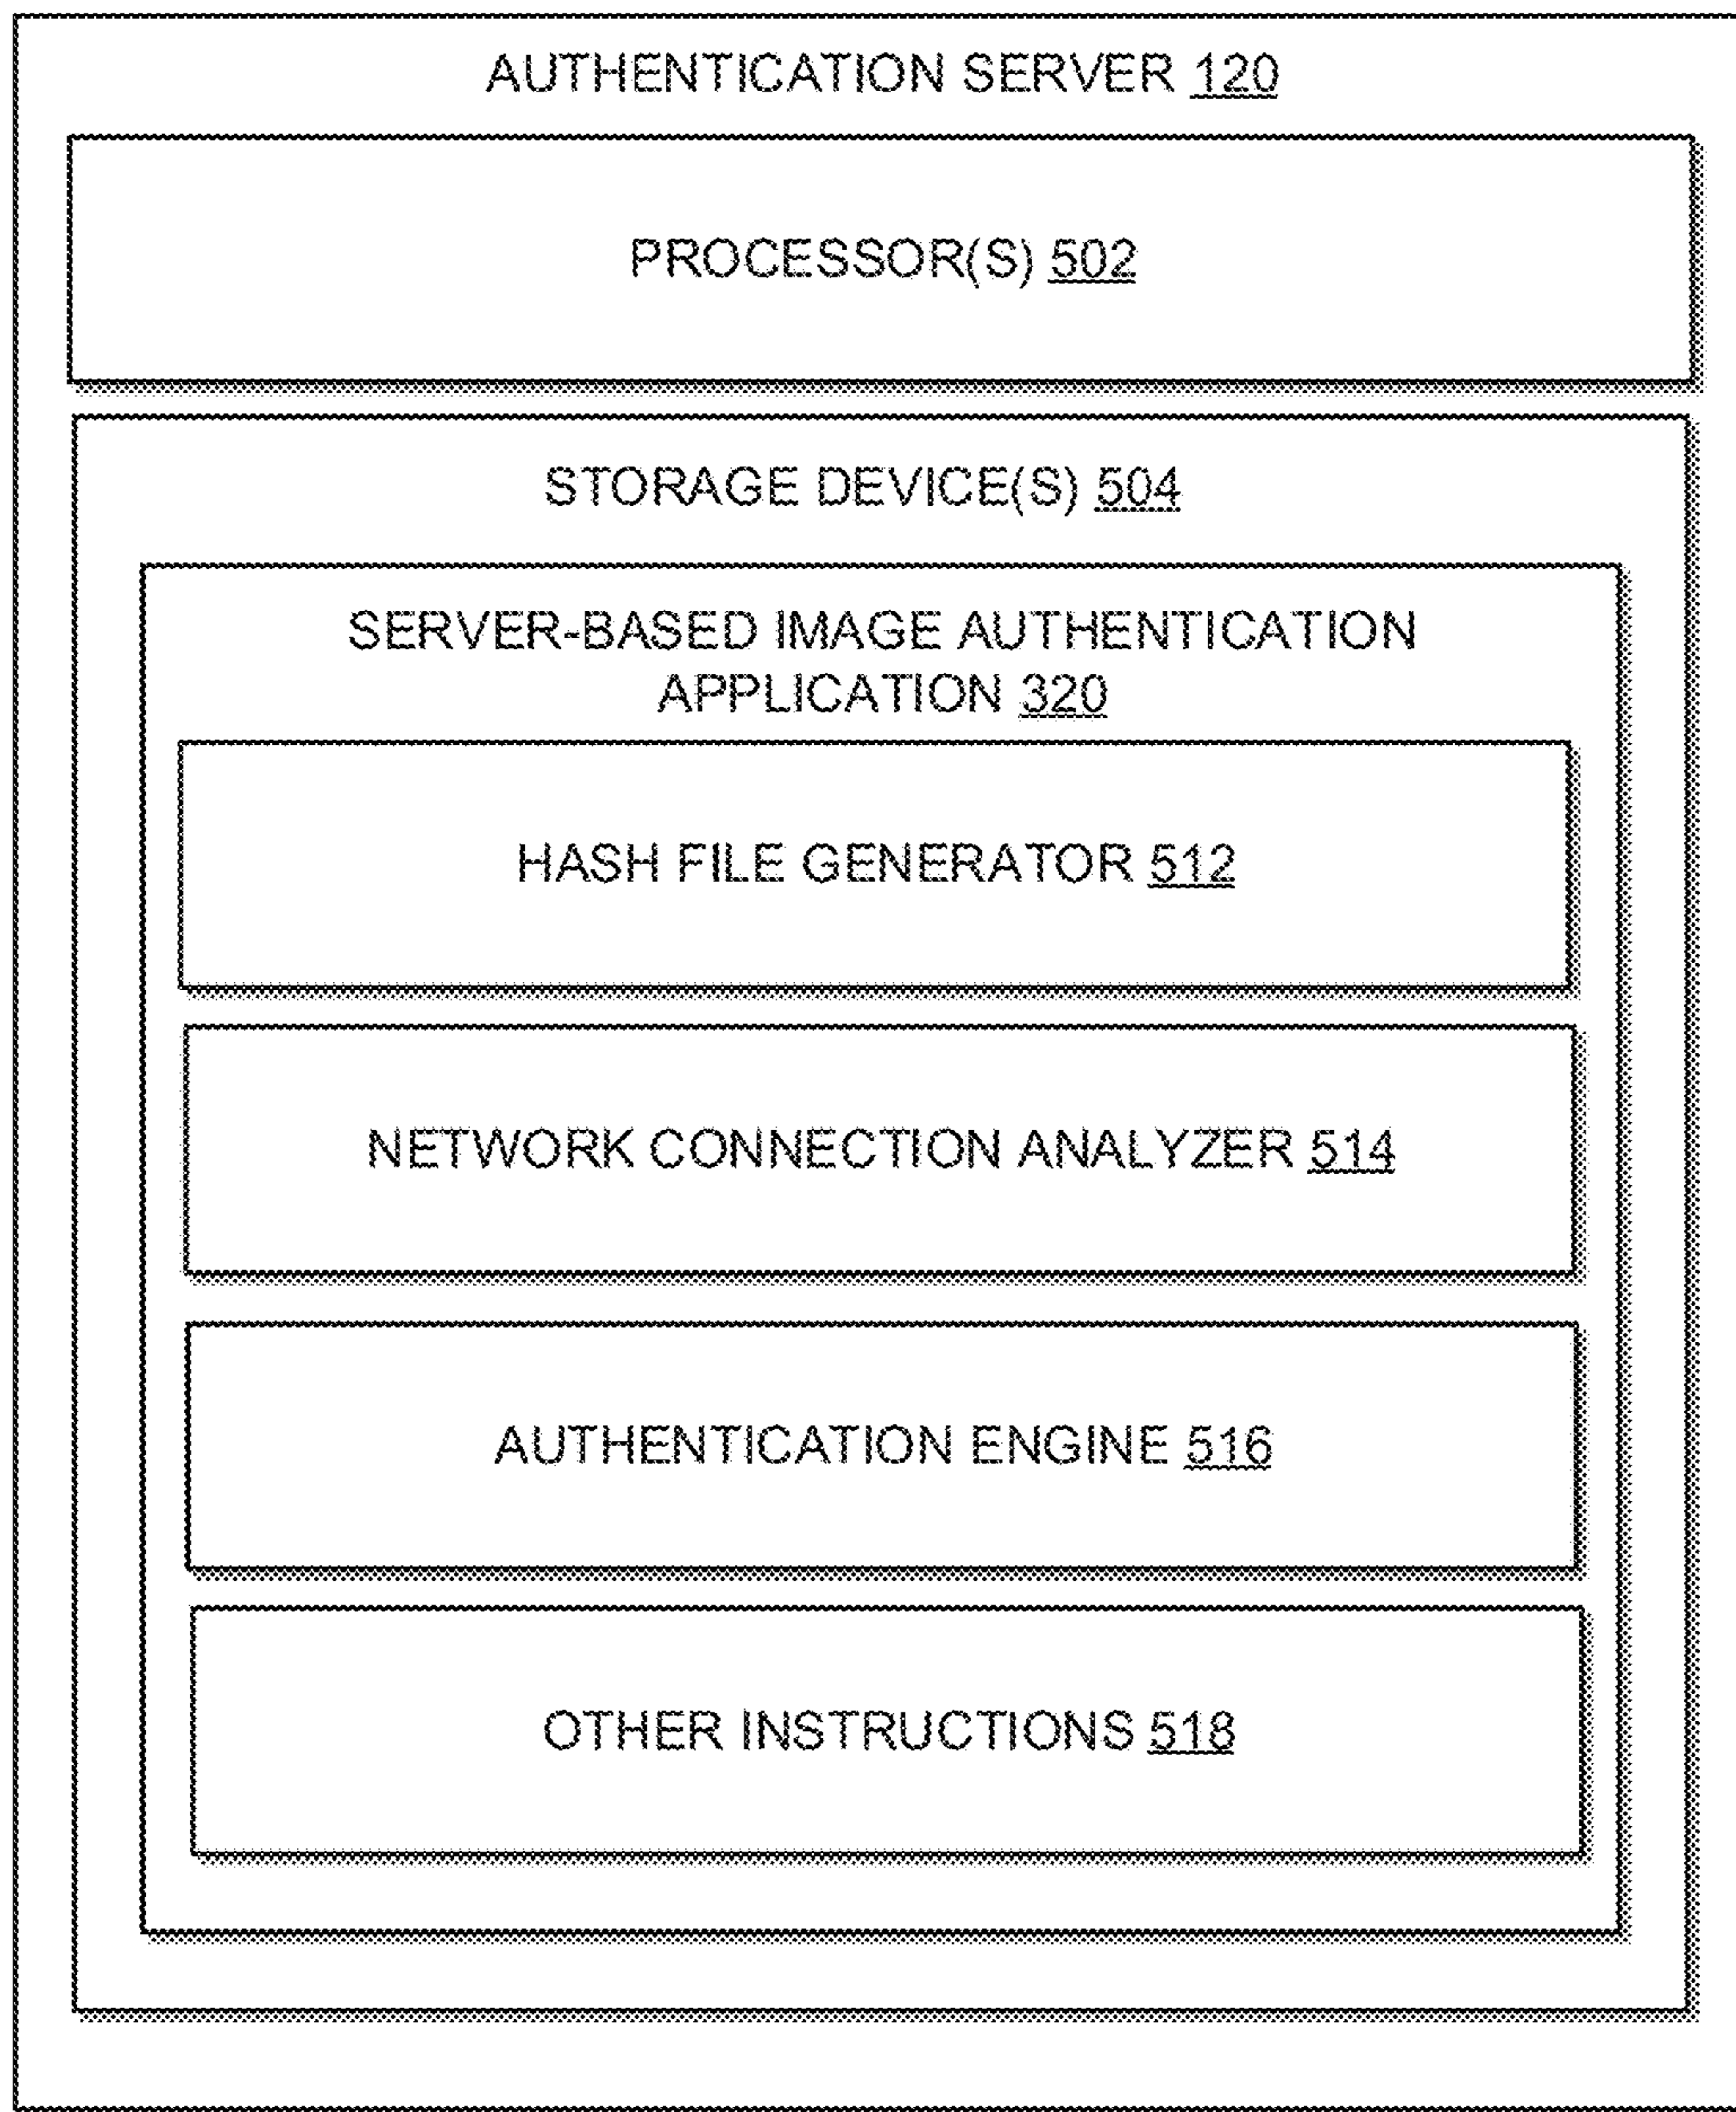 AUTHENTICATION SERVER 120
PROCESSOR(S) 502
STORAGE DEVICE(S) 504
SERVER-BASED IMAGE AUTHENTICATION
APPLICATION 320
HASH FILE GENERATOR 512
NETWORK CONNECTION ANALYZER 514
AUTHENTICATION ENGINE 516
OTHER INSTRUCTIONS 518